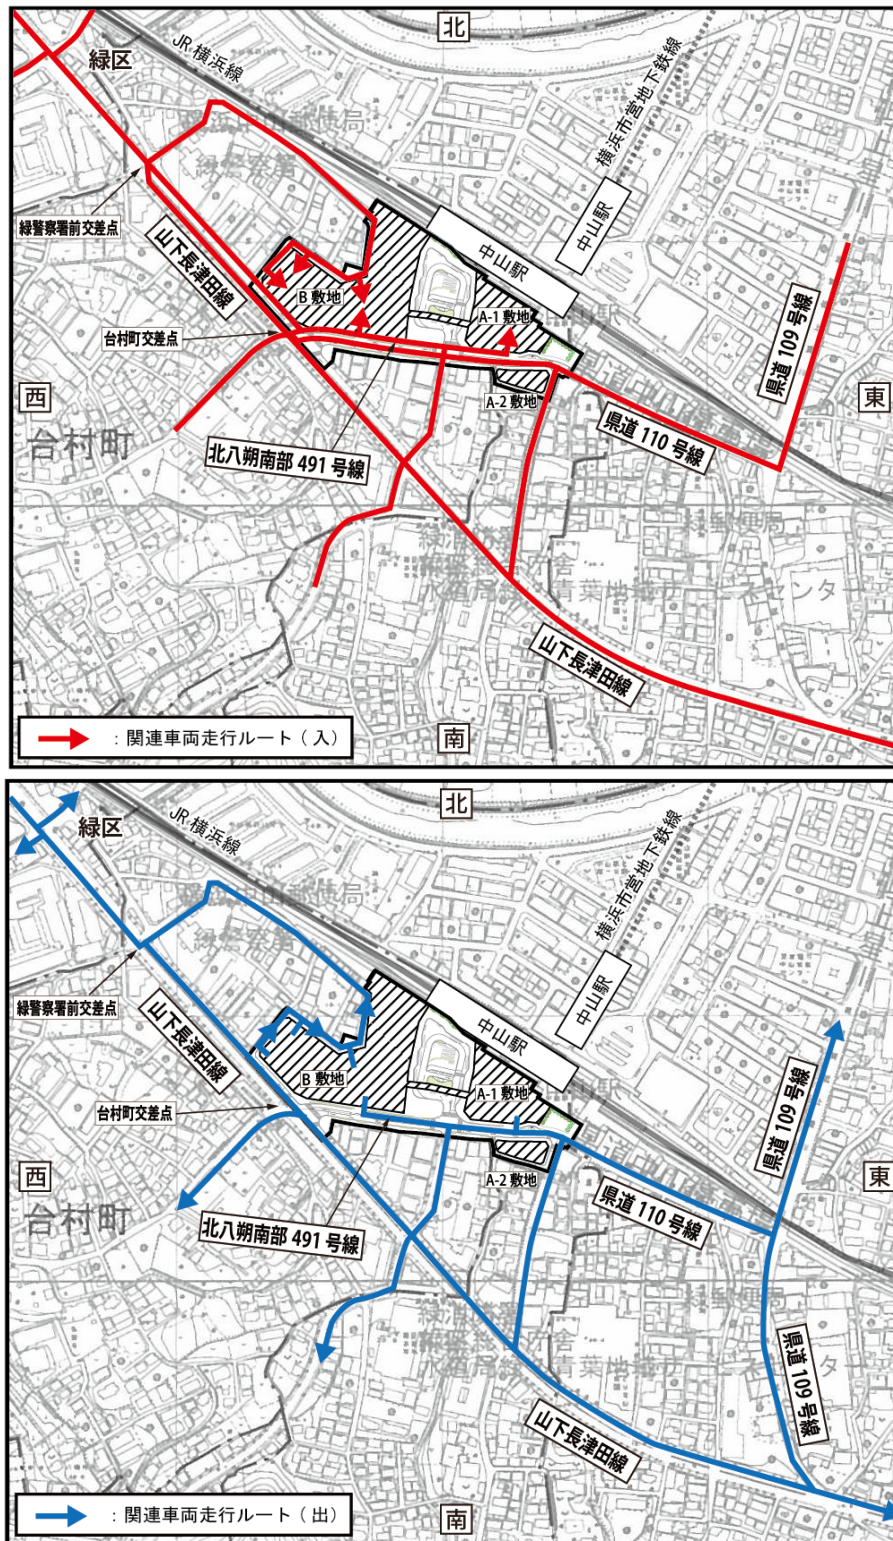 北
緑区
JR 横浜線
横浜市営地下鉄線
中山駅
緑警察署前交差点
山下長津田線
中山駅
B 敷地
A-1 敷地
県道 109 号線
台村町交差点
西
東
A-2 敷地
台村町
県道 110 号線
北八朔南部 491 号線
山下長津田線
南
：関連車両走行ルート（入）
北
緑区
JR 横浜線
横浜市営地下鉄線
中山駅
緑警察署前交差点
山下長津田線
中山駅
B 敷地
A-1 敷地
県道 109 号線
台村町交差点
西
東
A-2 敷地
台村町
県道 110 号線
北八朔南部 491 号線
県道 109 号線
山下長津田線
南
：関連車両走行ルート（出）